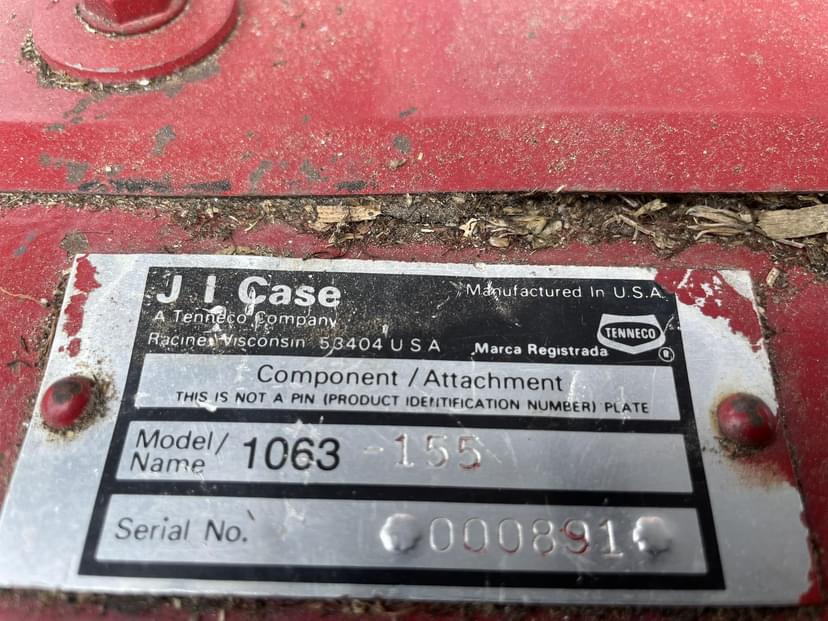 J I Case
Manufactured In U.S.A.
A Tenneco Company
Racine, Wisconsin 53404 U S A
Marca Registrada
TENNECO
®
Component / Attachment
THIS IS NOT A PIN (PRODUCT IDENTIFICATION NUMBER) PLATE
Model/
Name 1063 -155
Serial No. 000891